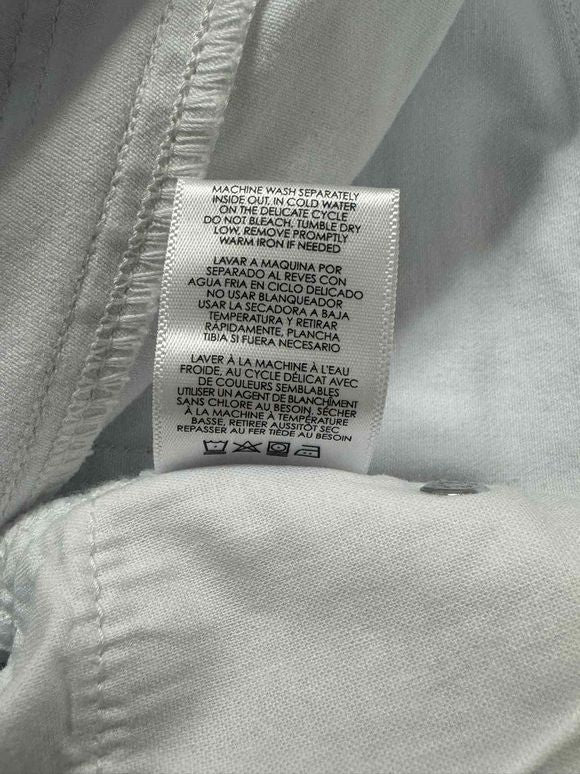 MACHINE WASH SEPARATELY
INSIDE OUT, IN COLD WATER
ON THE DELICATE CYCLE
DO NOT BLEACH, TUMBLE DRY
LOW, REMOVE PROMPTLY
WARM IRON IF NEEDED
LAVAR A MAQUINA POR
SEPARADO AL REVES CON
AGUA FRIA EN CICLO DELICADO
NO USAR BLANQUEADOR
USAR LA SECADORA A BAJA
TEMPERATURA Y RETIRAR
RÁPIDAMENTE, PLANCHA
TIBIA SI FUERA NECESARIO
LAVER À LA MACHINE À L'EAU
FROIDE, AU CYCLE DÉLICAT AVEC
DE COULEURS SEMBLABLES
UTILISER UN AGENT DE BLANCHÎMENT
SANS CHLORE AU BESOIN, SÉCHER
À LA MACHINE À TEMPÉRATURE
BASSE, RETIRER AUSSITÔT SEC
REPASSER AU FER TIÈDE AU BESOIN